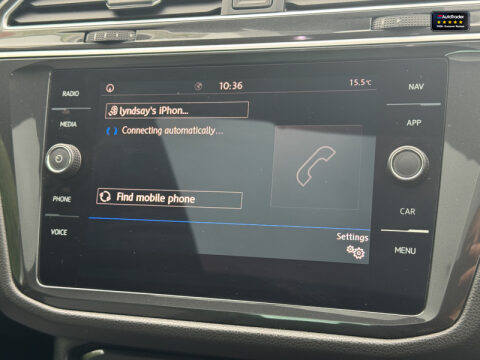 AutoTrader
10:36
15.5°C
RADIO
MEDIA
PHONE
VOICE
lyndsay's iPhon...
Connecting automatically...
Find mobile phone
Settings
NAV
APP
CAR
MENU